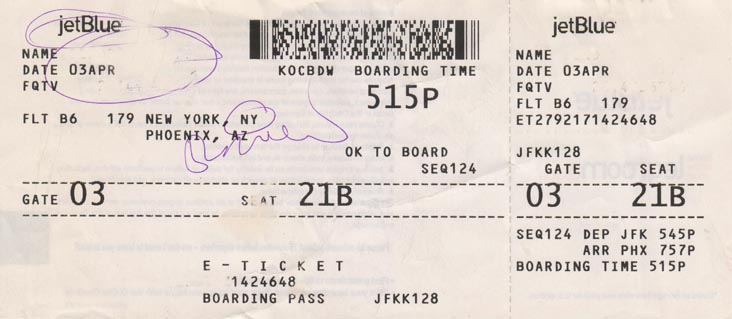 jetBlue
NAME
DATE 03APR
FQTV
KOCBDW BOARDING TIME
515P
FLT B6 179 NEW YORK, NY
PHOENIX, AZ
OK TO BOARD
SEQ124
GATE 03 SEAT 21B
E-TICKET
1424648
BOARDING PASS JFKK128
jetBlue
NAME
DATE 03APR
FQTV
FLT B6 179
ET2792171424648
JFKK128
GATE SEAT
03 21B
SEQ124 DEP JFK 545P
ARR PHX 757P
BOARDING TIME 515P